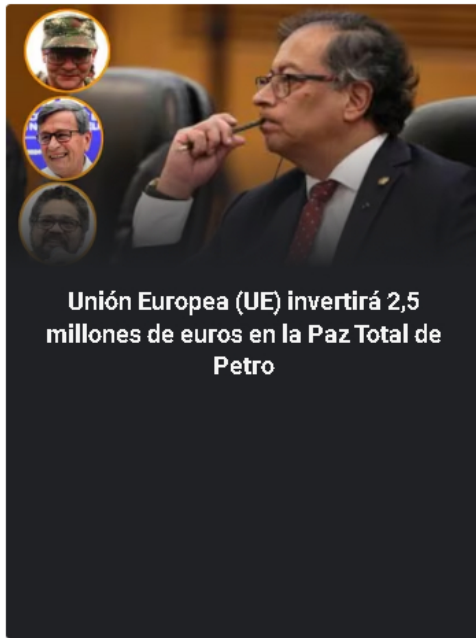 Unión Europea (UE) invertirá 2,5
millones de euros en la Paz Total de
Petro